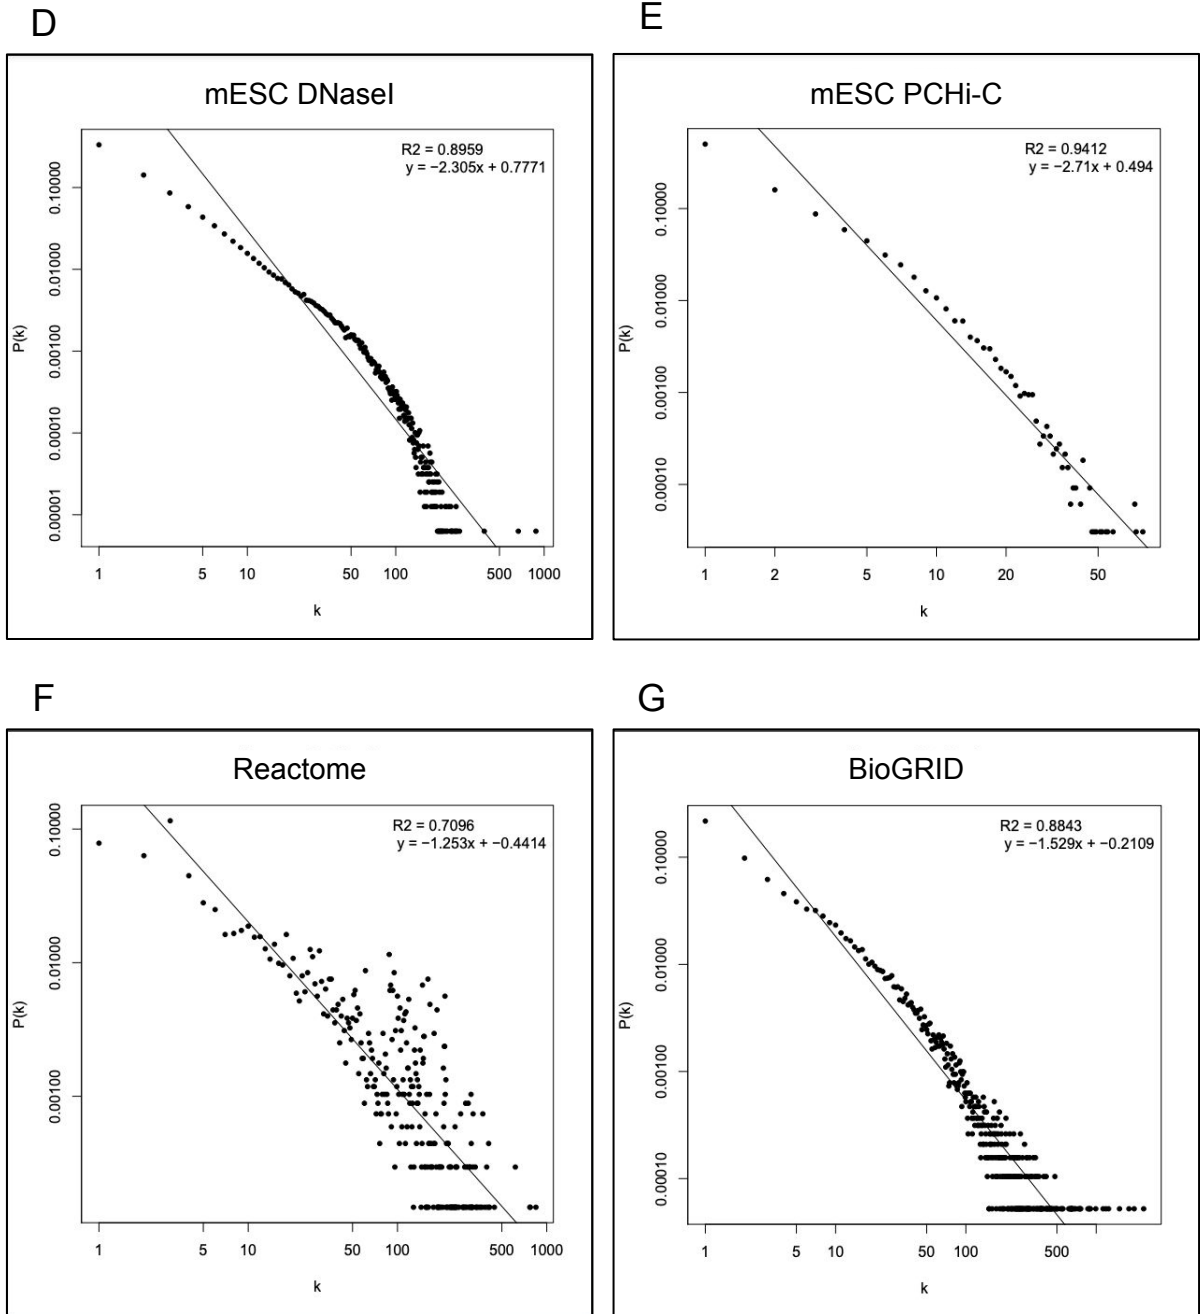 D
mESC DNaseI
R2 = 0.8959
y = −2.305x + 0.7771
P(k)
0.10000
0.01000
0.00100
0.00010
0.00001
1 5 10 50 100 500 1000
k
E
mESC PCHi-C
R2 = 0.9412
y = −2.71x + 0.494
P(k)
0.10000
0.01000
0.00100
0.00010
1 2 5 10 20 50
k
F
Reactome
R2 = 0.7096
y = −1.253x + −0.4414
P(k)
0.10000
0.01000
0.00100
1 5 10 50 100 500 1000
k
G
BioGRID
R2 = 0.8843
y = −1.529x + −0.2109
P(k)
0.10000
0.01000
0.00100
0.00010
1 5 10 50 100 500
k